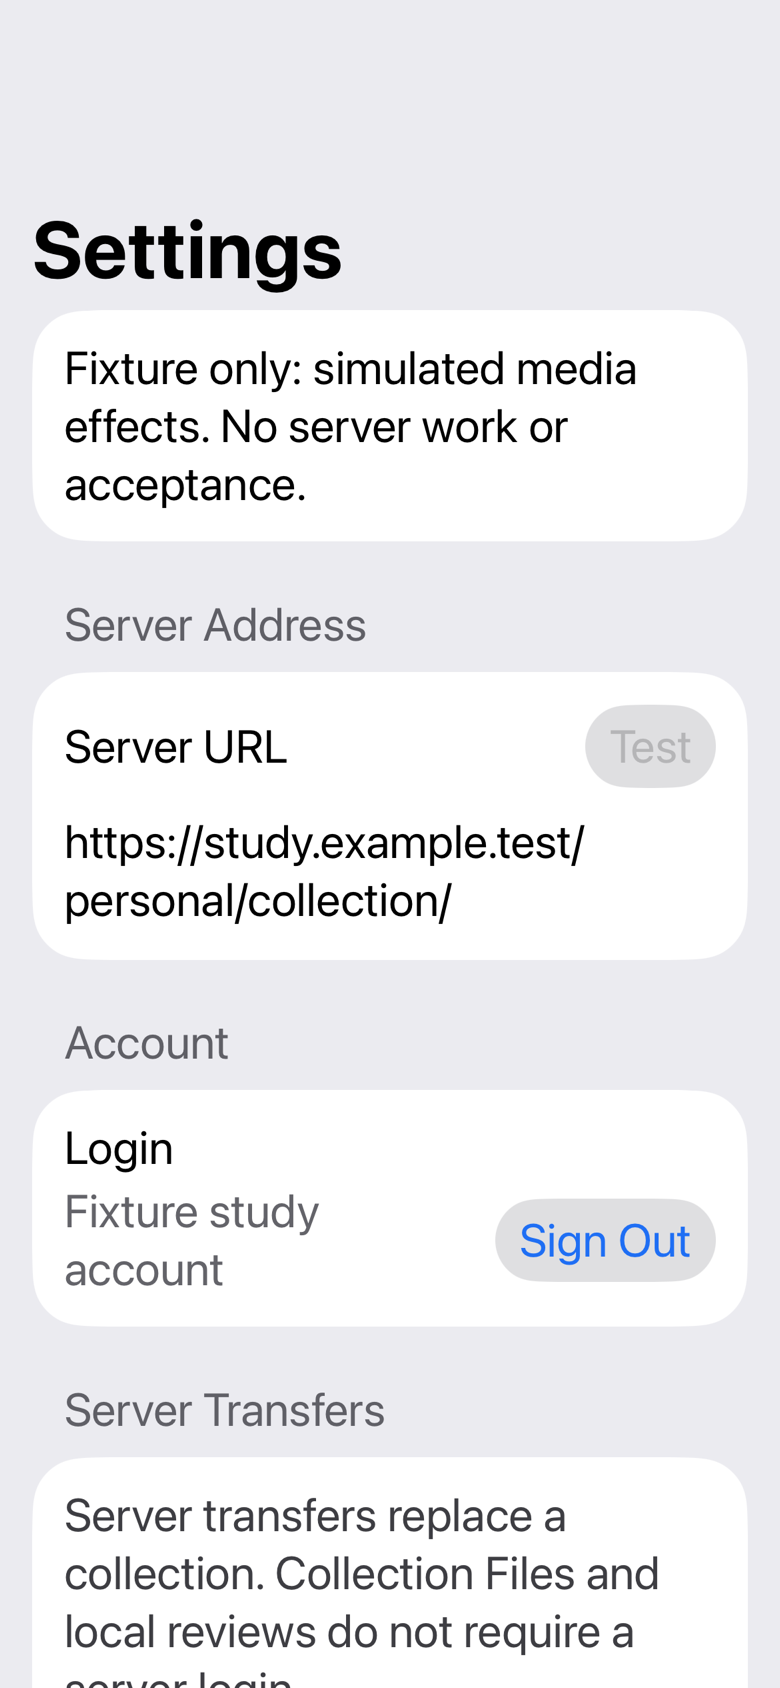 Settings
Fixture only: simulated media
effects. No server work or
acceptance.
Server Address
Server URL
Test
https://study.example.test/
personal/collection/
Account
Login
Fixture study
account
Sign Out
Server Transfers
Server transfers replace a
collection. Collection Files and
local reviews do not require a
server login